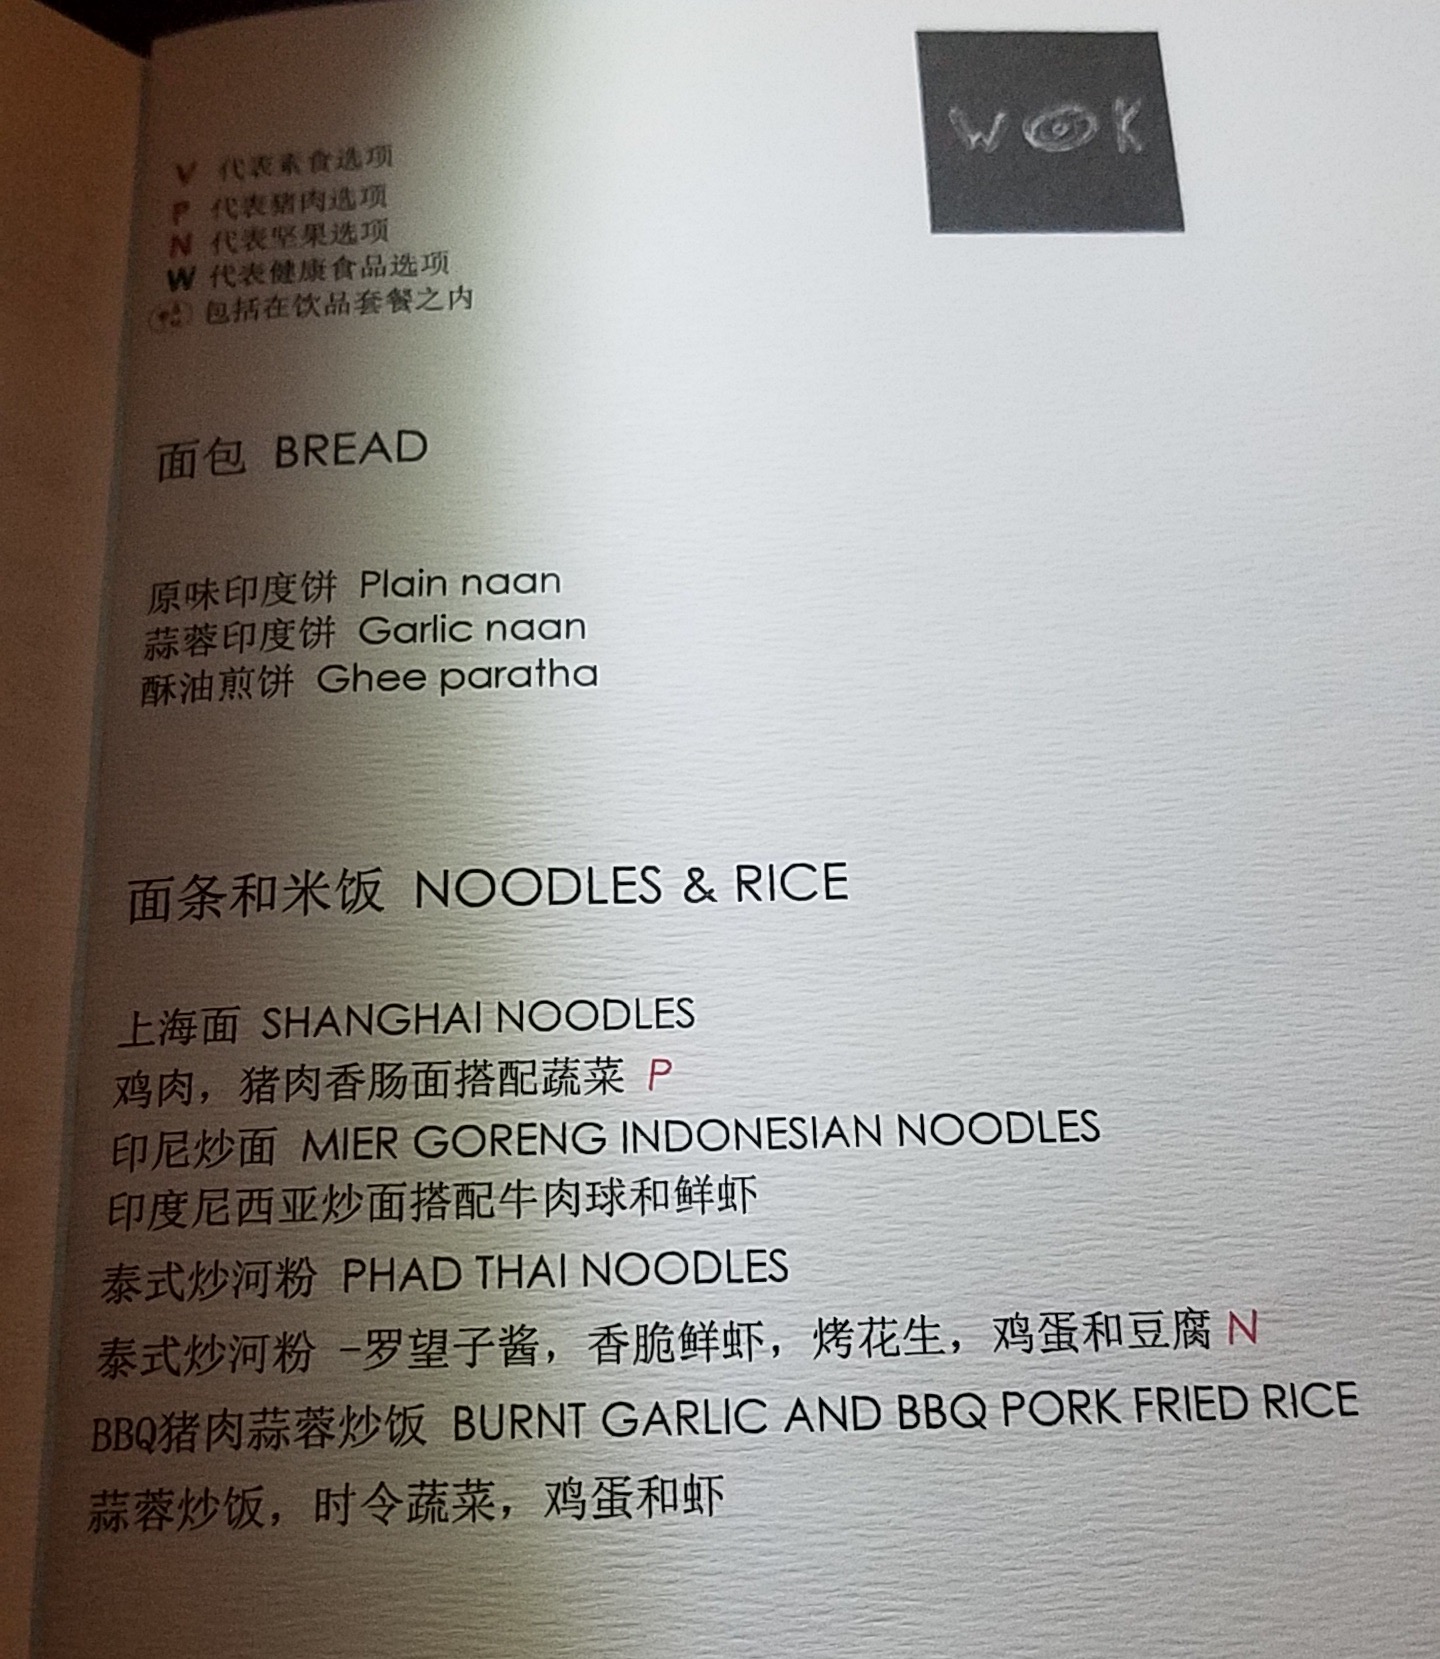 WOK
V 代表素食选项
P 代表猪肉选项
N 代表坚果选项
W 代表健康食品选项
包括在饮品套餐之内
面包 BREAD
原味印度饼 Plain naan
蒜蓉印度饼 Garlic naan
酥油煎饼 Ghee paratha
面条和米饭 NOODLES & RICE
上海面 SHANGHAI NOODLES
鸡肉，猪肉香肠面搭配蔬菜 P
印尼炒面 MIER GORENG INDONESIAN NOODLES
印度尼西亚炒面搭配牛肉球和鲜虾
泰式炒河粉 PHAD THAI NOODLES
泰式炒河粉 -罗望子酱，香脆鲜虾，烤花生，鸡蛋和豆腐 N
BBQ猪肉蒜蓉炒饭 BURNT GARLIC AND BBQ PORK FRIED RICE
蒜蓉炒饭，时令蔬菜，鸡蛋和虾